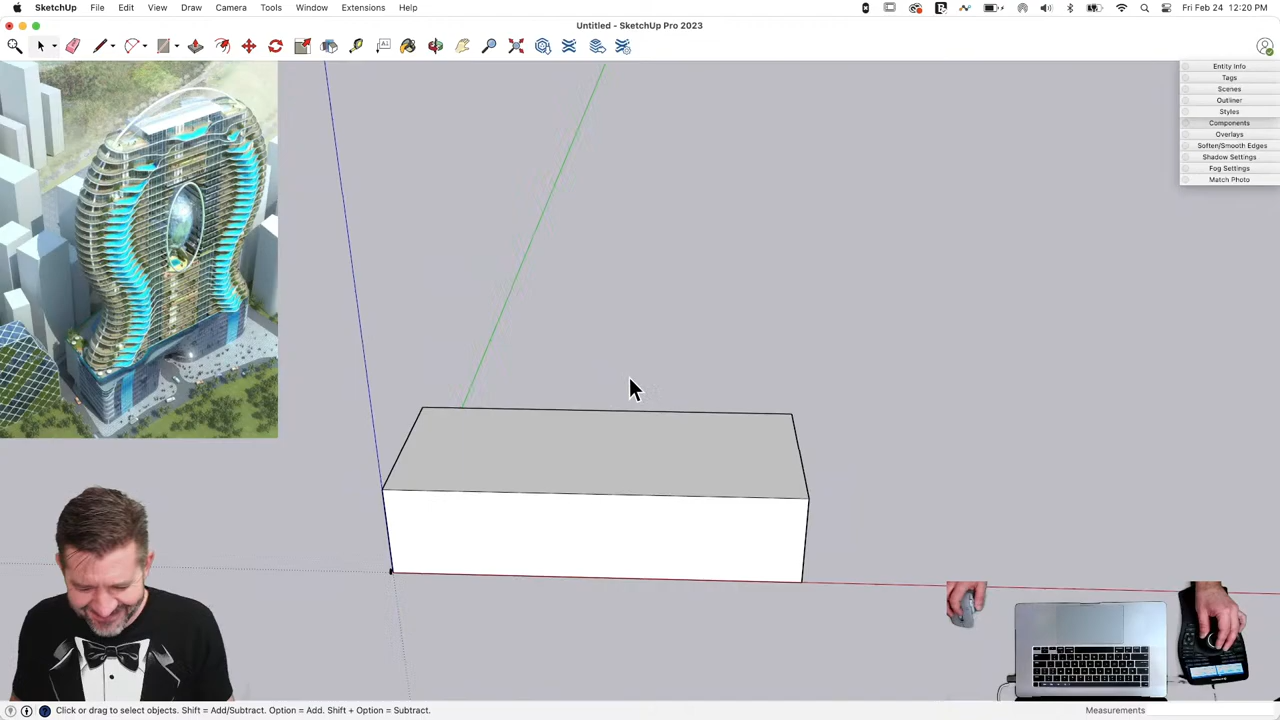 SketchUp File Edit View Draw Camera Tools Window Extensions Help
Fri Feb 24 12:20 PM
Untitled - SketchUp Pro 2023
Entity Info
Tags
Scenes
Outliner
Styles
Components
Overlays
Soften/Smooth Edges
Shadow Settings
Fog Settings
Match Photo
Click or drag to select objects. Shift = Add/Subtract. Option = Add. Shift + Option = Subtract.
Measurements